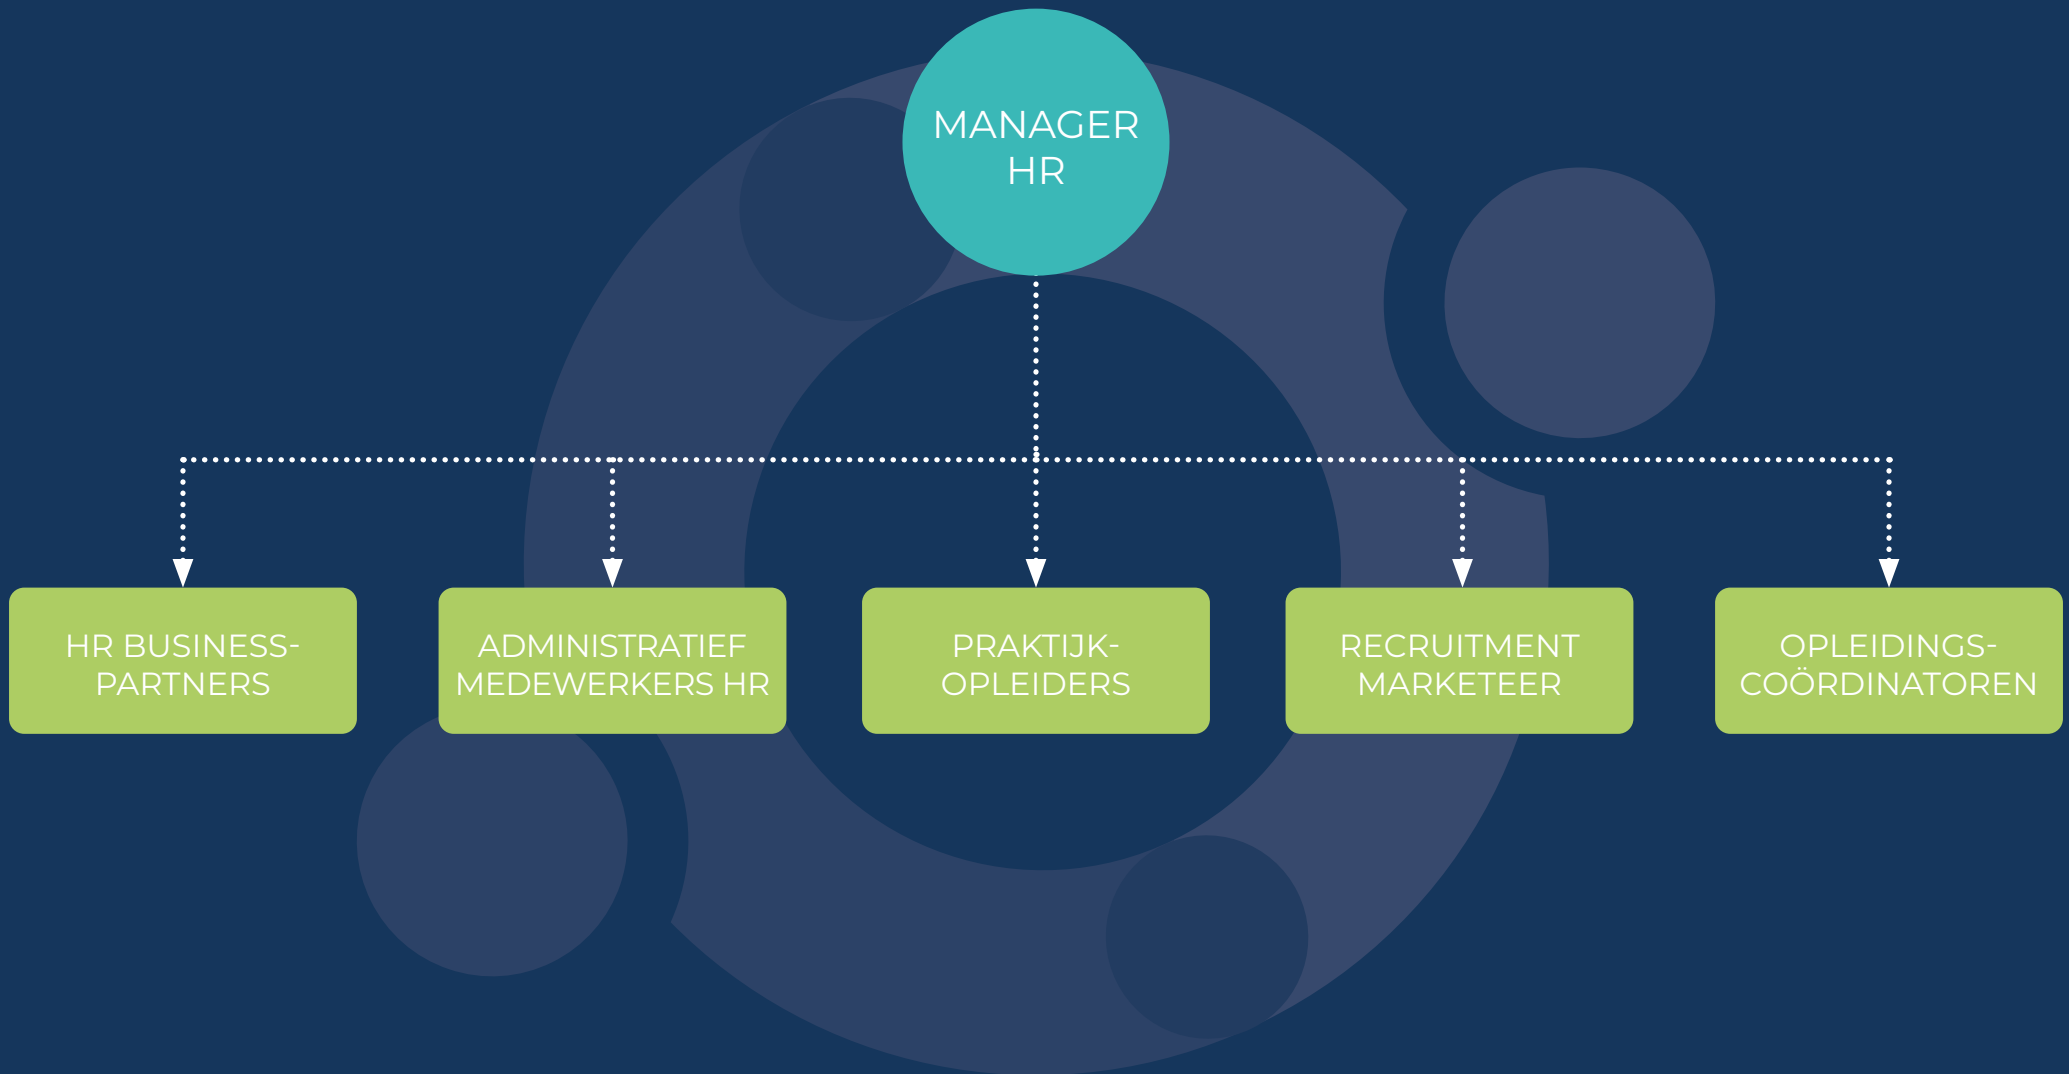 MANAGER
HR
HR BUSINESS-
PARTNERS
ADMINISTRATIEF
MEDEWERKERS HR
PRAKTIJK-
OPLEIDERS
RECRUITMENT
MARKETEER
OPLEIDINGS-
COÖRDINATOREN